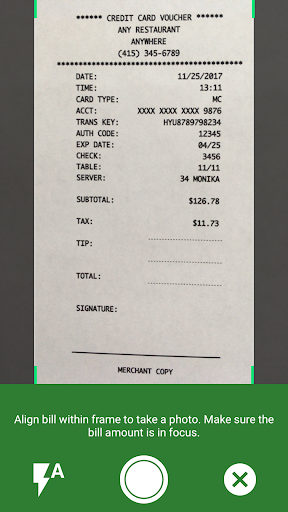 ****** CREDIT CARD VOUCHER ******
ANY RESTAURANT
ANYWHERE
(415) 345-6789
**********************************
DATE: 11/25/2017
TIME: 13:11
CARD TYPE: MC
ACCT: XXXX XXXX XXXX 9876
TRANS KEY: HYU8789798234
AUTH CODE: 12345
EXP DATE: 04/25
CHECK: 3456
TABLE: 11/11
SERVER: 34 MONIKA
SUBTOTAL: $126.78
TAX: $11.73
TIP:
TOTAL:
SIGNATURE:
MERCHANT COPY
Align bill within frame to take a photo. Make sure the
bill amount is in focus.
A